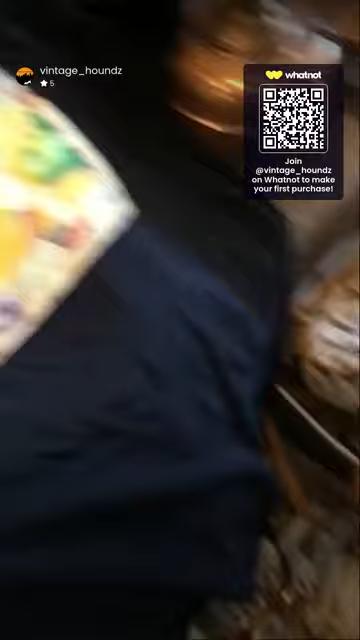 vintage_houndz
5
whatnot
Join
@vintage_houndz
on Whatnot to make
your first purchase!